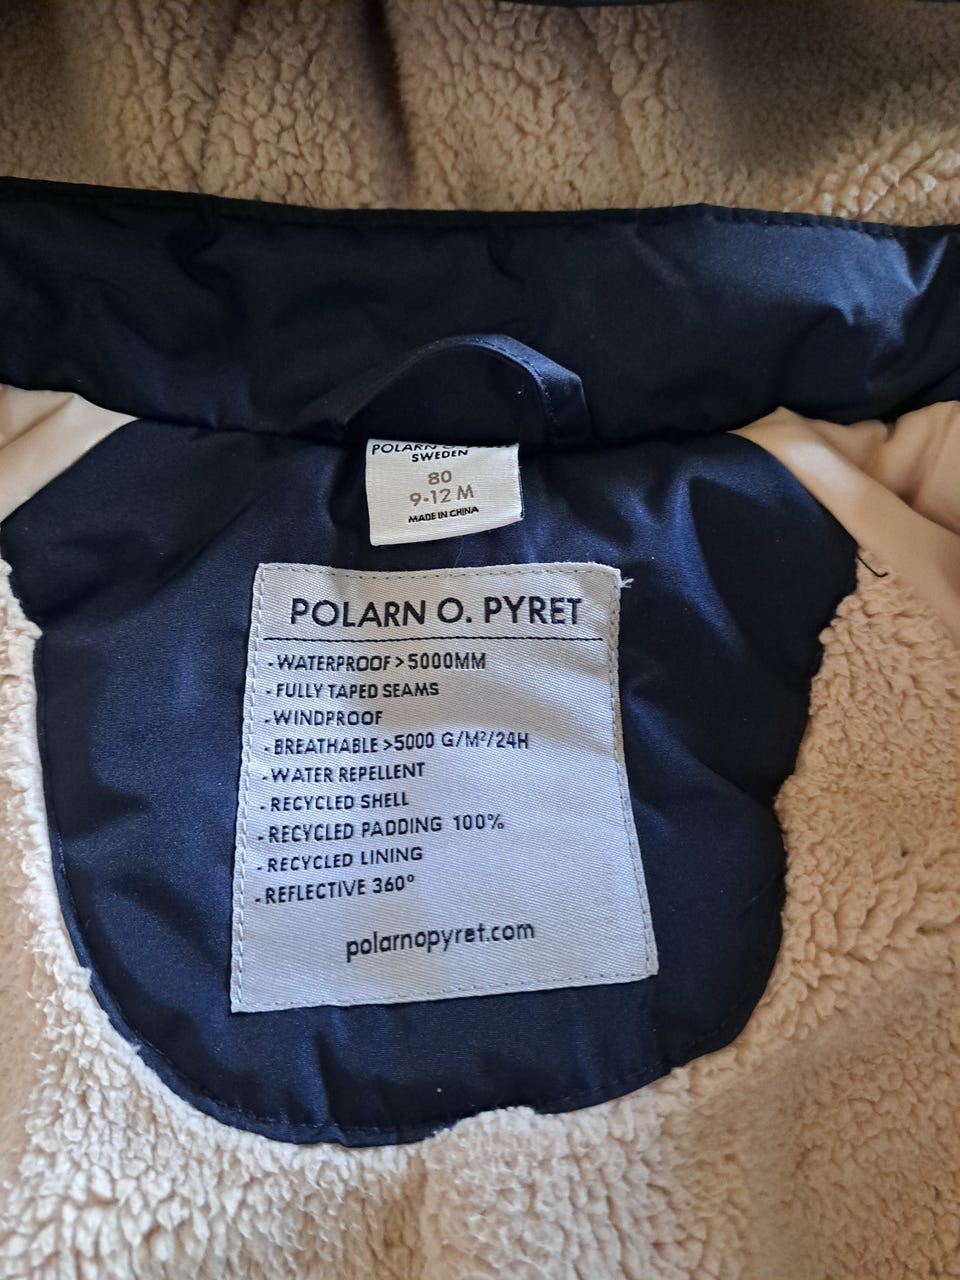 POLARN O.
SWEDEN
80
9-12 M
MADE IN CHINA
POLARN O. PYRET
- WATERPROOF > 5000MM
- FULLY TAPED SEAMS
- WINDPROOF
- BREATHABLE >5000 G/M²/24H
- WATER REPELLENT
- RECYCLED SHELL
- RECYCLED PADDING 100%
- RECYCLED LINING
- REFLECTIVE 360°
polarnopyret.com